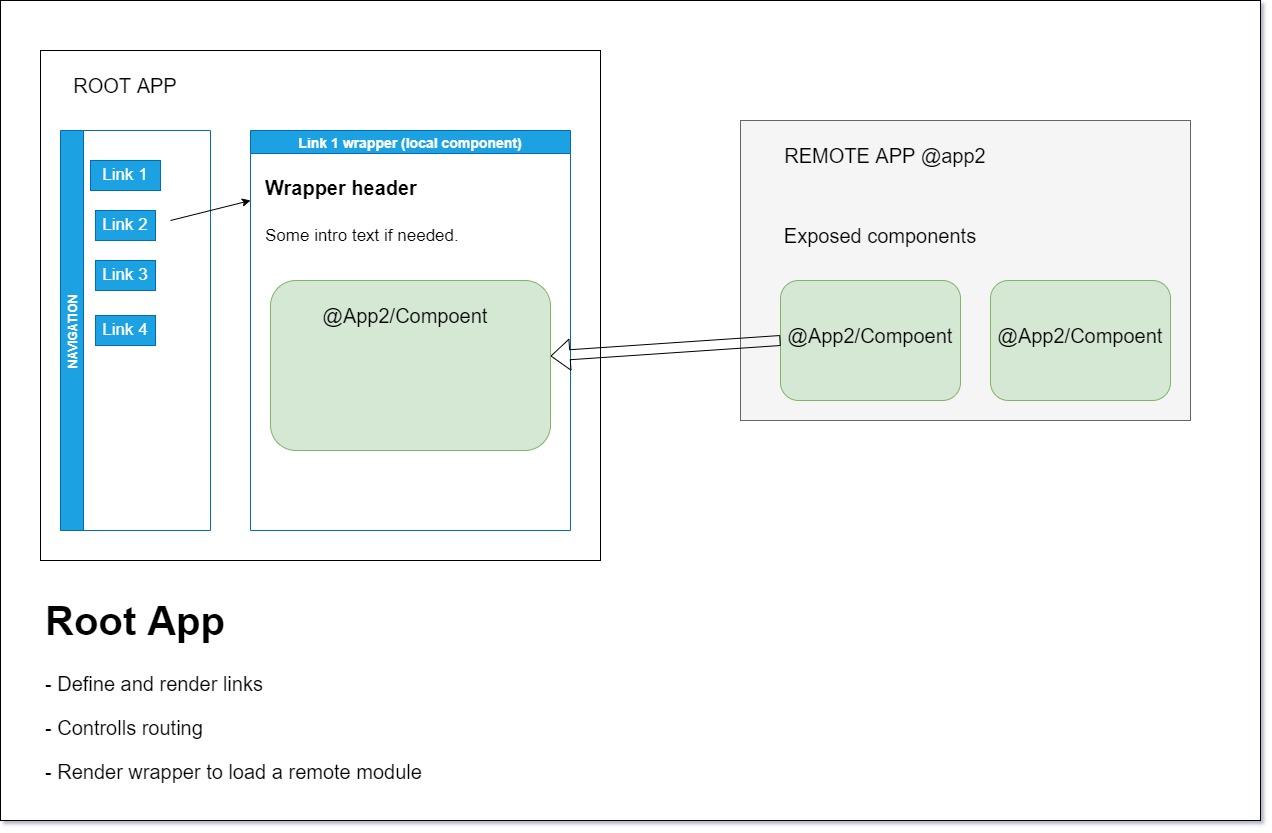 ROOT APP
NAVIGATION
Link 1
Link 2
Link 3
Link 4
Link 1 wrapper (local component)
Wrapper header
Some intro text if needed.
@App2/Compoent
REMOTE APP @app2
Exposed components
@App2/Compoent
@App2/Compoent
Root App
- Define and render links
- Controlls routing
- Render wrapper to load a remote module